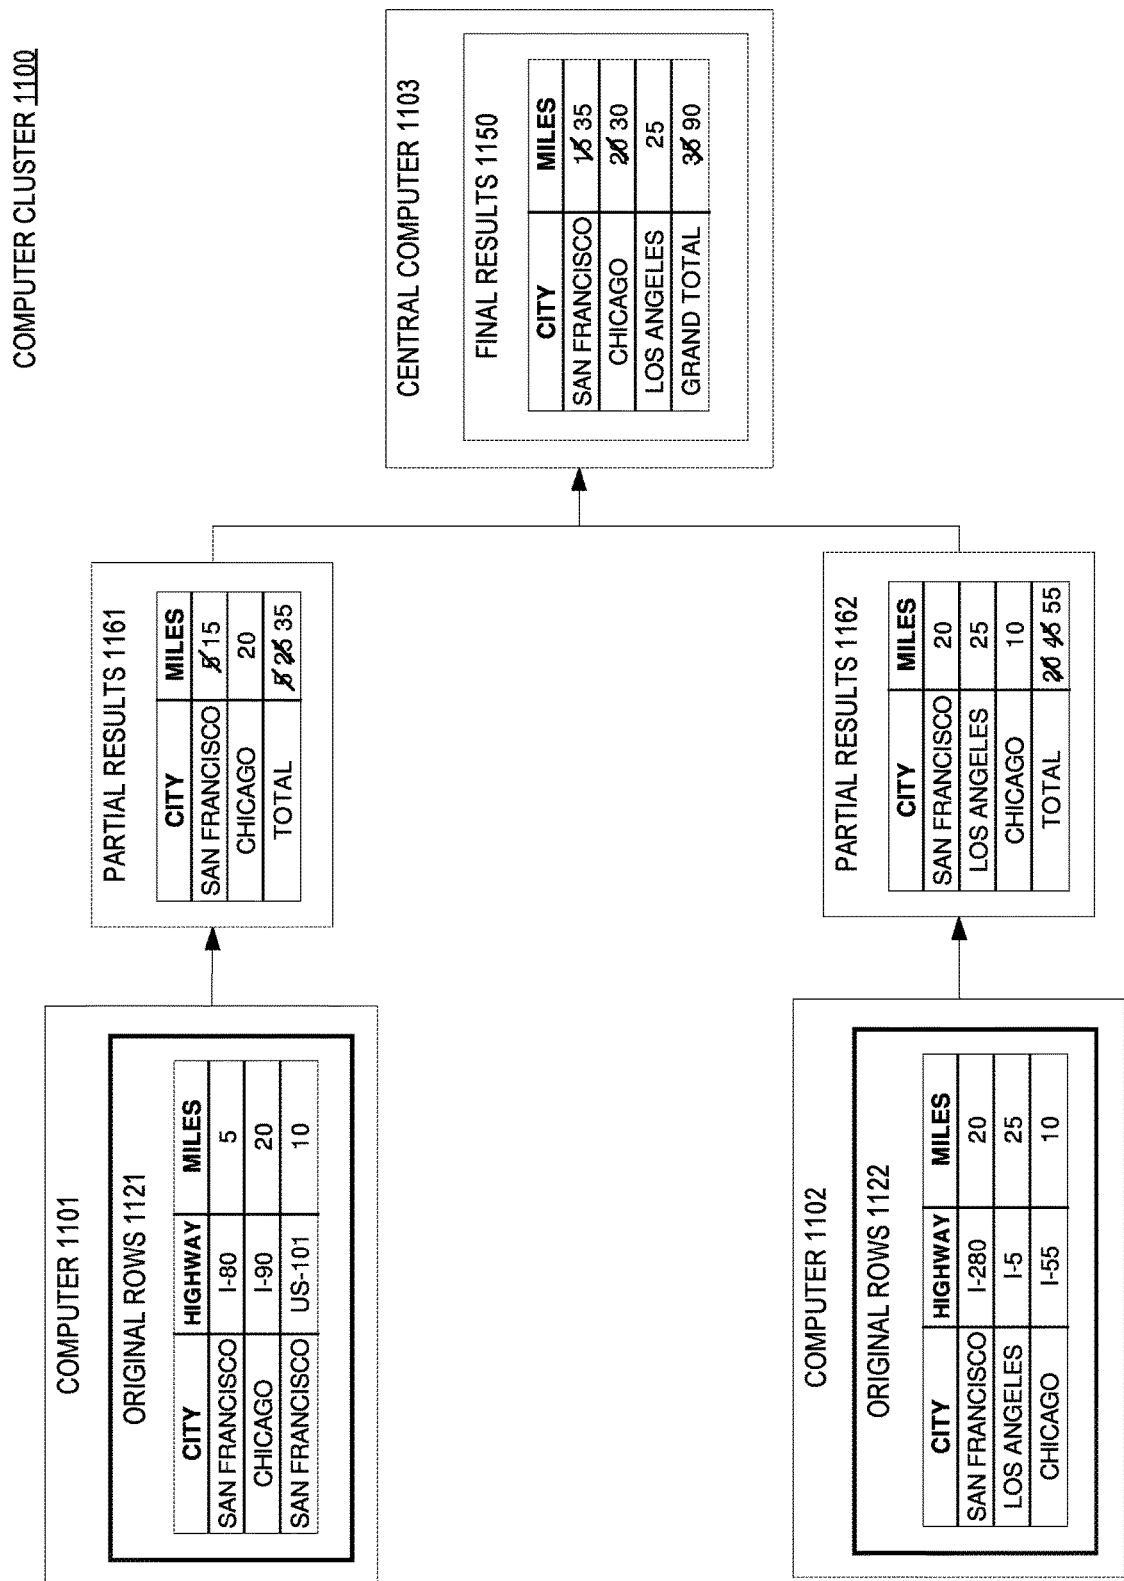 COMPUTER CLUSTER 1100
COMPUTER 1101
ORIGINAL ROWS 1121
CITY HIGHWAY MILES
SAN FRANCISCO I-80 5
CHICAGO I-90 20
SAN FRANCISCO US-101 10
PARTIAL RESULTS 1161
CITY MILES
SAN FRANCISCO 5 15
CHICAGO 20
TOTAL 5 25 35
CENTRAL COMPUTER 1103
FINAL RESULTS 1150
CITY MILES
SAN FRANCISCO 15 35
CHICAGO 20 30
LOS ANGELES 25
GRAND TOTAL 35 90
COMPUTER 1102
ORIGINAL ROWS 1122
CITY HIGHWAY MILES
SAN FRANCISCO I-280 20
LOS ANGELES I-5 25
CHICAGO I-55 10
PARTIAL RESULTS 1162
CITY MILES
SAN FRANCISCO 20
LOS ANGELES 25
CHICAGO 10
TOTAL 20 45 55